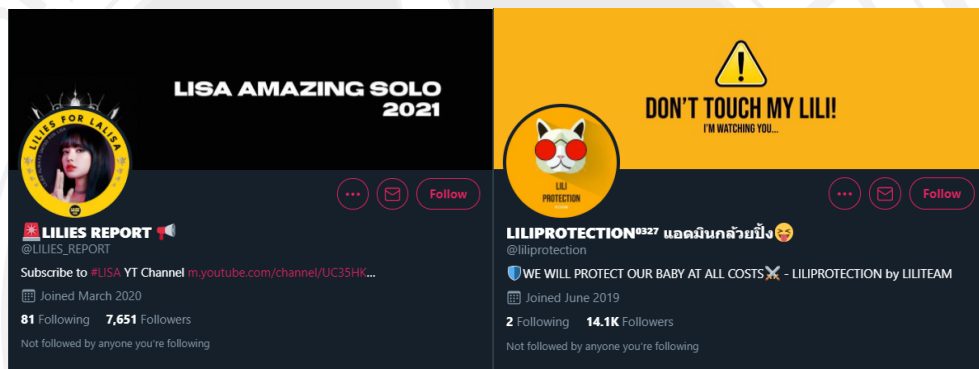 LISA AMAZING SOLO
2021
LILIES FOR LALISA
Follow
🚨LILIES REPORT 📢
@LILIES_REPORT
Subscribe to #LISA YT Channel m.youtube.com/channel/UC35HK...
Joined March 2020
81 Following 7,651 Followers
Not followed by anyone you're following
DON'T TOUCH MY LILI!
I'M WATCHING YOU...
LILI
PROTECTION
Follow
LILIPROTECTION⁰³²⁷ แอดมินกล้วยปิ้ง😝
@liliprotection
🛡️WE WILL PROTECT OUR BABY AT ALL COSTS⚔️ - LILIPROTECTION by LILITEAM
Joined June 2019
2 Following 14.1K Followers
Not followed by anyone you're following